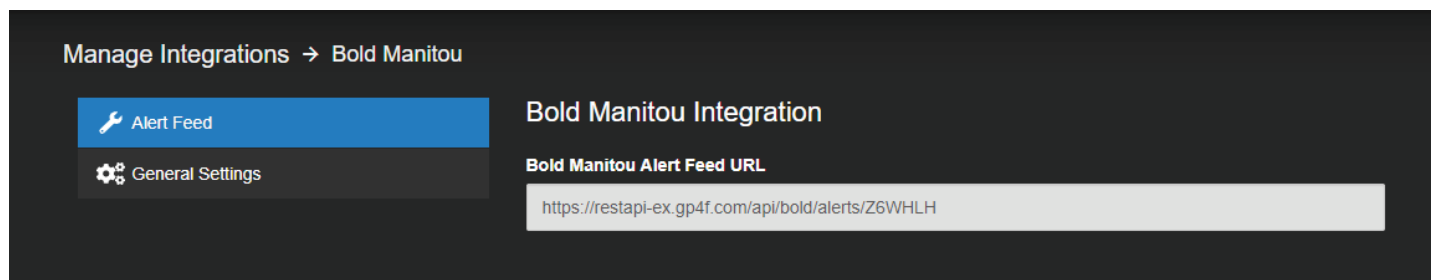 Manage Integrations → Bold Manitou
Alert Feed
General Settings
Bold Manitou Integration
Bold Manitou Alert Feed URL
https://restapi-ex.gp4f.com/api/bold/alerts/Z6WHLH